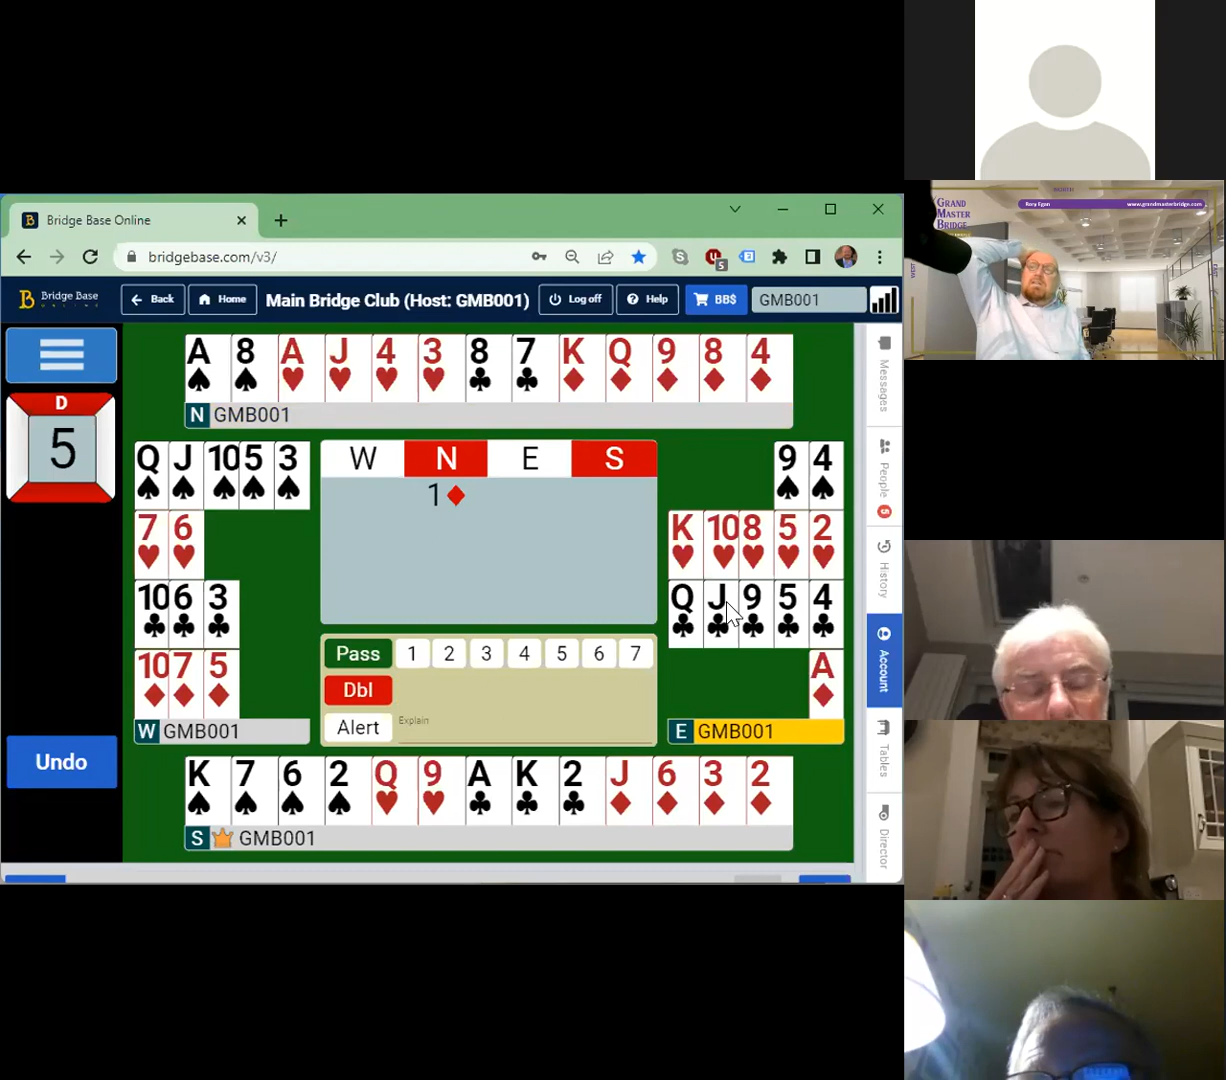 Bridge Base Online
bridgebase.com/v3/
5
Bridge Base
Back
Home
Main Bridge Club (Host: GMB001)
Log off
Help
BB$
GMB001
A 8 A J 4 3 8 7 K Q 9 8 4
N GMB001
D
5
Q J 10 5 3
7 6
10 6 3
10 7 5
W GMB001
W N E S
1
Pass 1 2 3 4 5 6 7
Dbl
Alert
Explain
9 4
K 10 8 5 2
Q J 9 5 4
A
E GMB001
Undo
K 7 6 2 Q 9 A K 2 J 6 3 2
S GMB001
Messages
People
5
History
Account
Tables
Director
GRAND
MASTER
BRIDGE
Rory Egan
www.grandmasterbridge.com
WEST